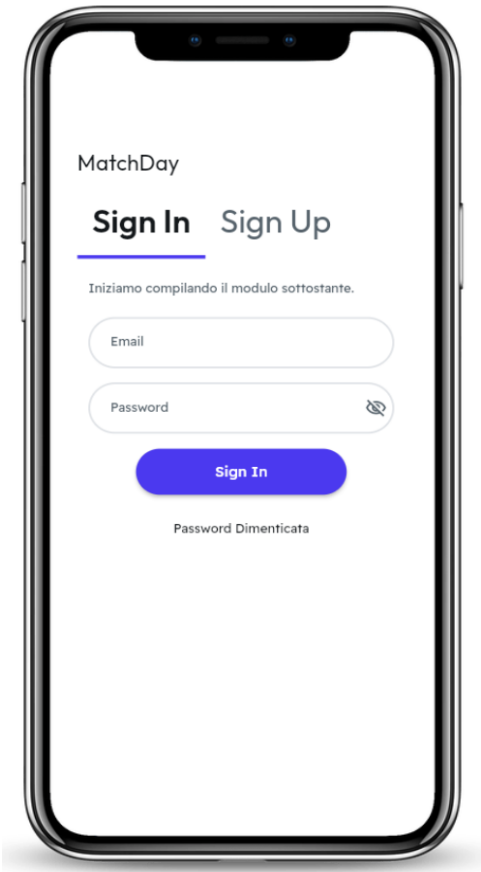 MatchDay
Sign In Sign Up
Iniziamo compilando il modulo sottostante.
Email
Password
Sign In
Password Dimenticata